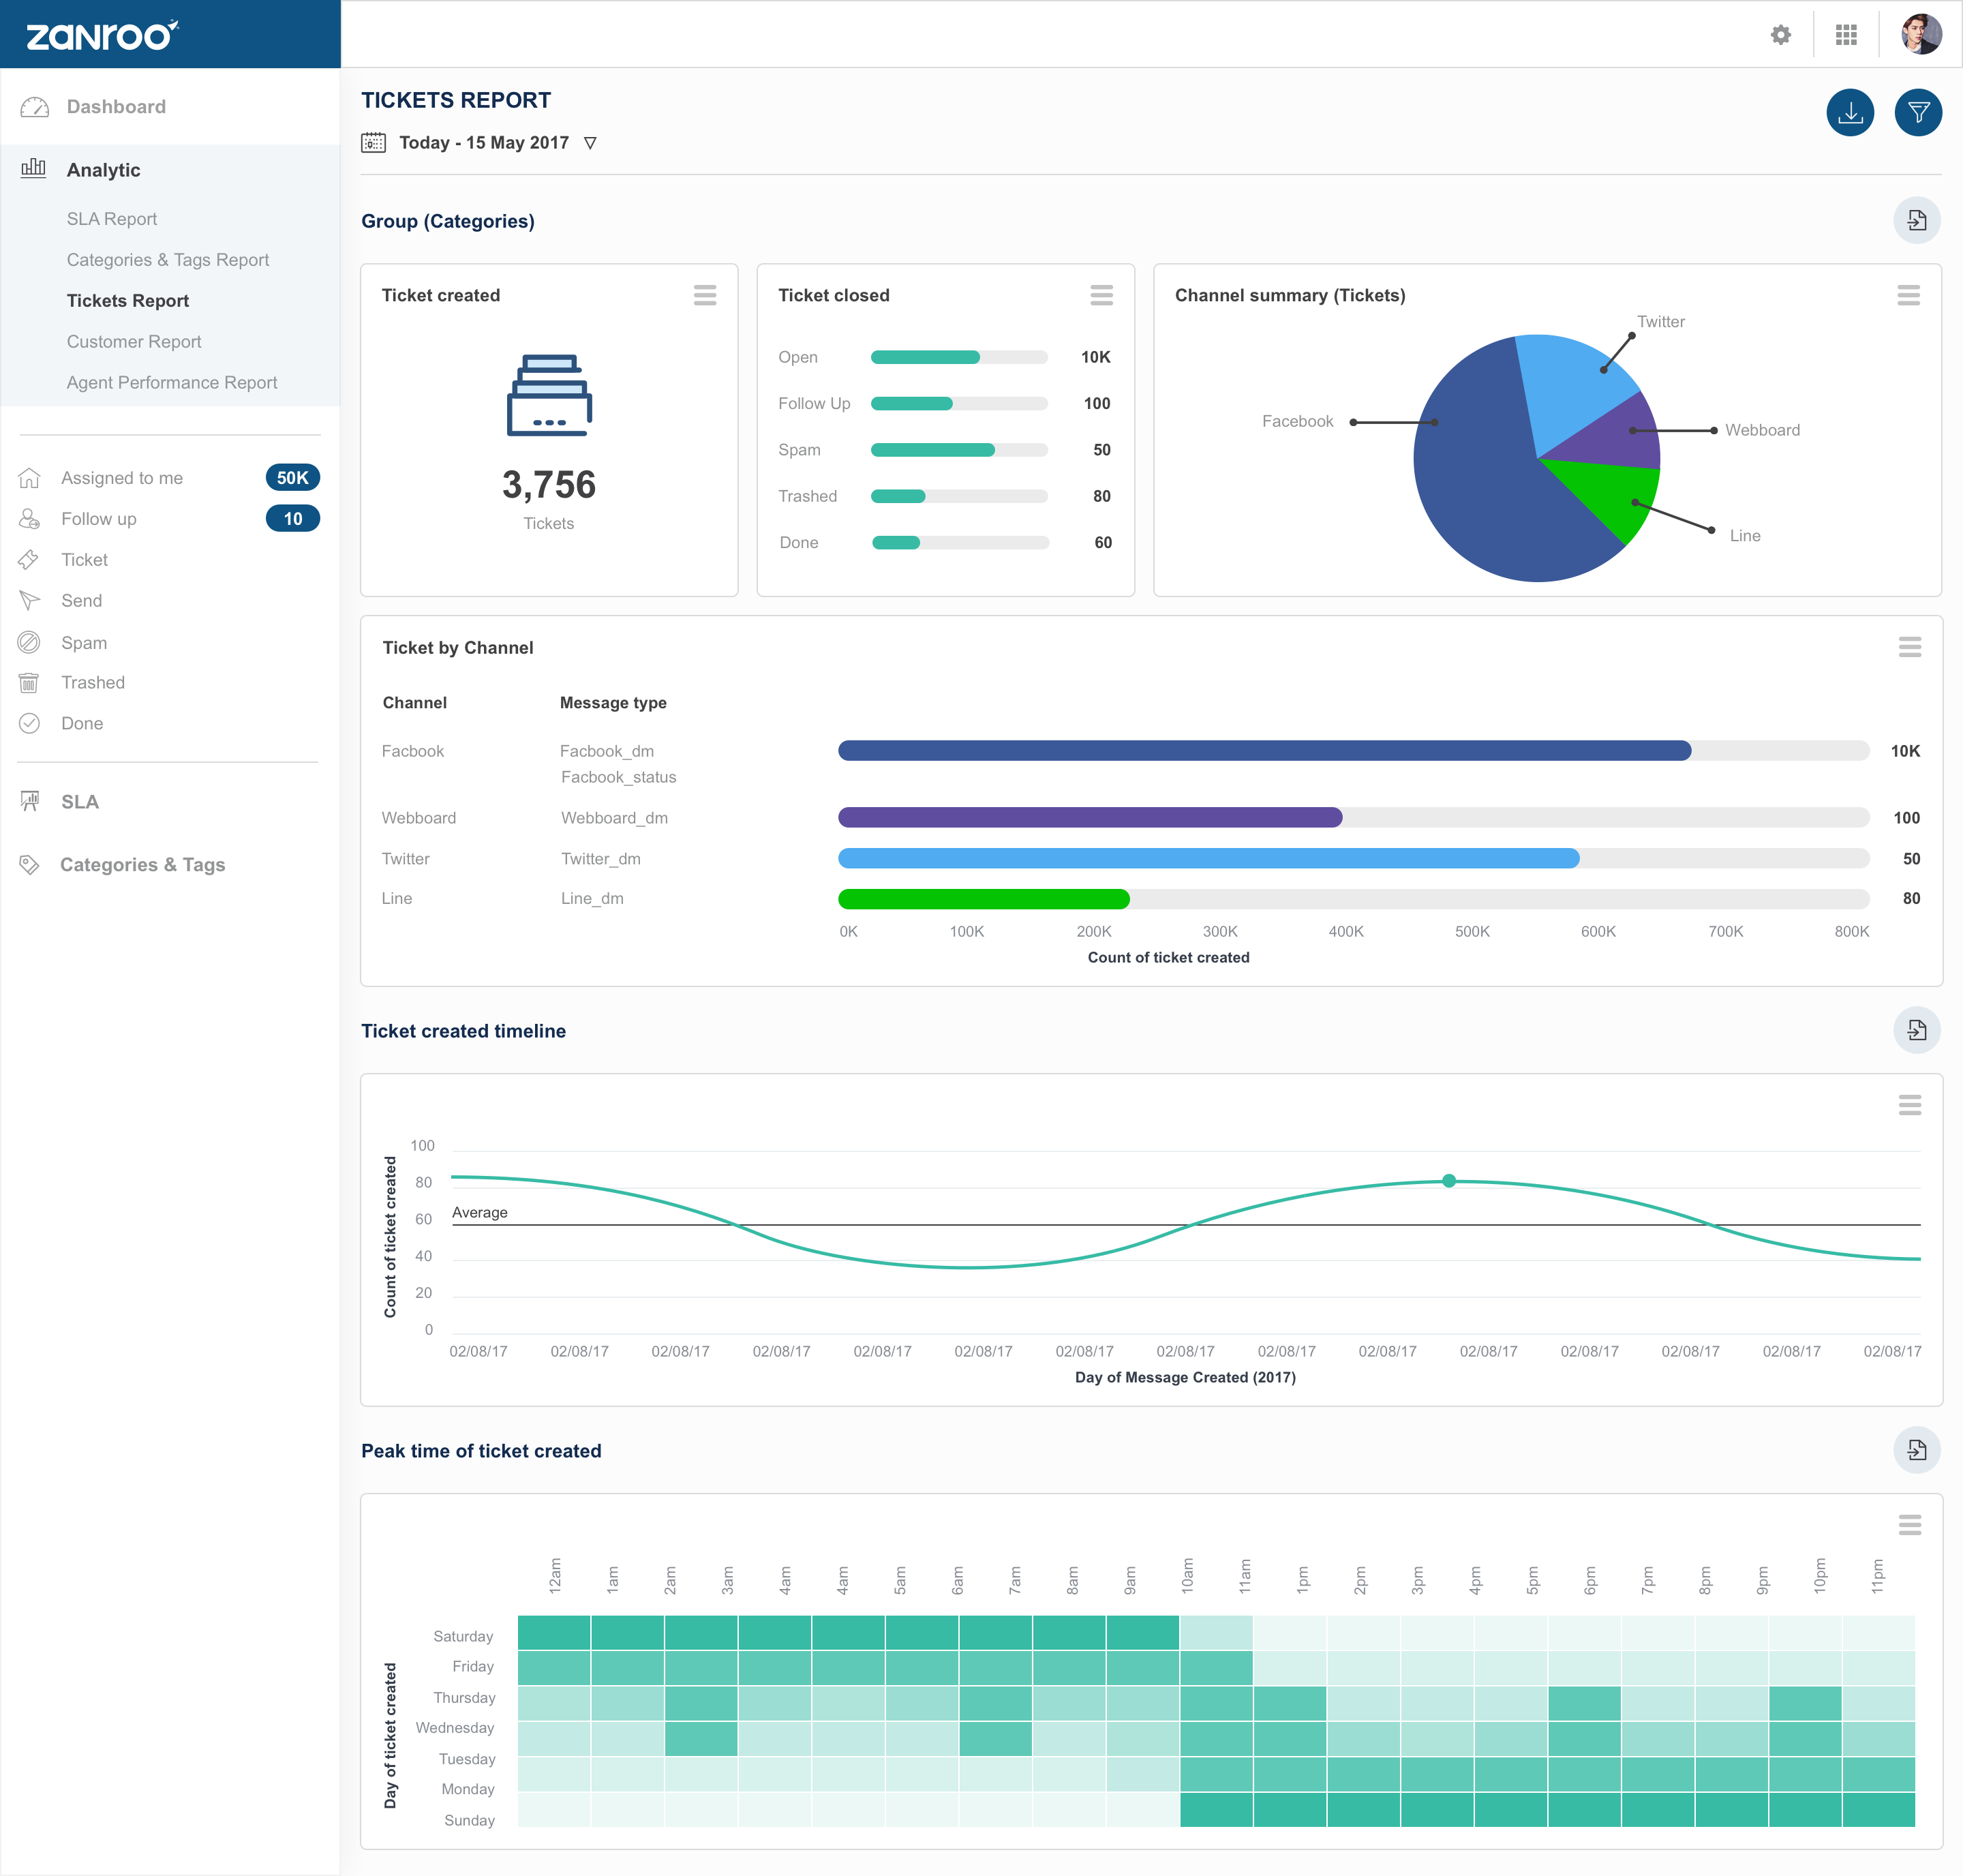 zanroo
Dashboard
Analytic
SLA Report
Categories & Tags Report
Tickets Report
Customer Report
Agent Performance Report
Assigned to me 50K
Follow up 10
Ticket
Send
Spam
Trashed
Done
SLA
Categories & Tags
TICKETS REPORT
Today - 15 May 2017
Group (Categories)
Ticket created
3,756
Tickets
Ticket closed
Open 10K
Follow Up 100
Spam 50
Trashed 80
Done 60
Channel summary (Tickets)
Twitter
Facebook
Webboard
Line
Ticket by Channel
Channel Message type
Facbook Facbook_dm 10K
Facbook_status
Webboard Webboard_dm 100
Twitter Twitter_dm 50
Line Line_dm 80
0K 100K 200K 300K 400K 500K 600K 700K 800K
Count of ticket created
Ticket created timeline
Count of ticket created
100
80
Average
60
40
20
0
02/08/17 02/08/17 02/08/17 02/08/17 02/08/17 02/08/17 02/08/17 02/08/17 02/08/17 02/08/17 02/08/17 02/08/17 02/08/17 02/08/17 02/08/17
Day of Message Created (2017)
Peak time of ticket created
12am 1am 2am 3am 4am 4am 5am 6am 7am 8am 9am 10am 11am 1pm 2pm 3pm 4pm 5pm 6pm 7pm 8pm 9pm 10pm 11pm
Day of ticket created
Saturday
Friday
Thursday
Wednesday
Tuesday
Monday
Sunday